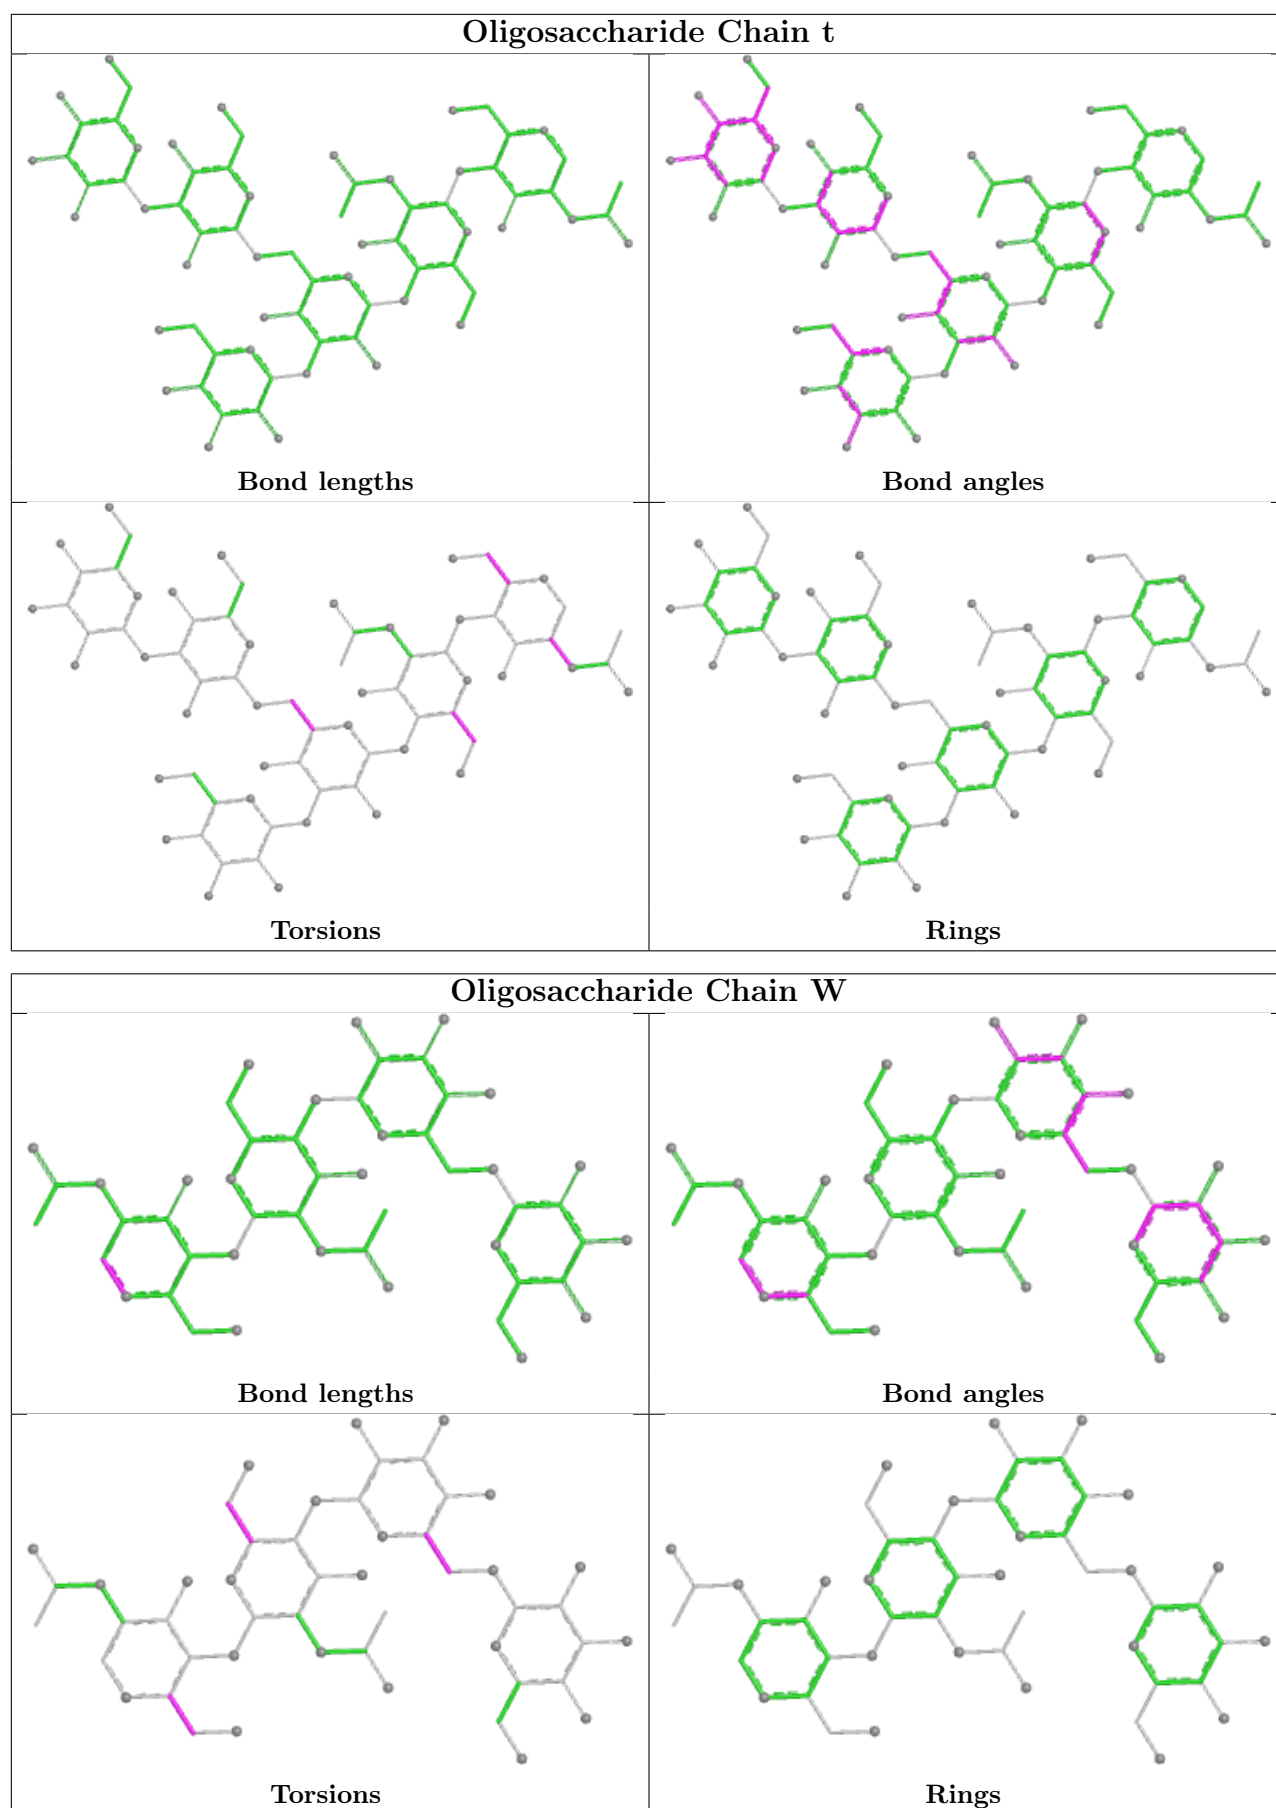 Oligosaccharide Chain t
Bond lengths
Bond angles
Torsions
Rings
Oligosaccharide Chain W
Bond lengths
Bond angles
Torsions
Rings